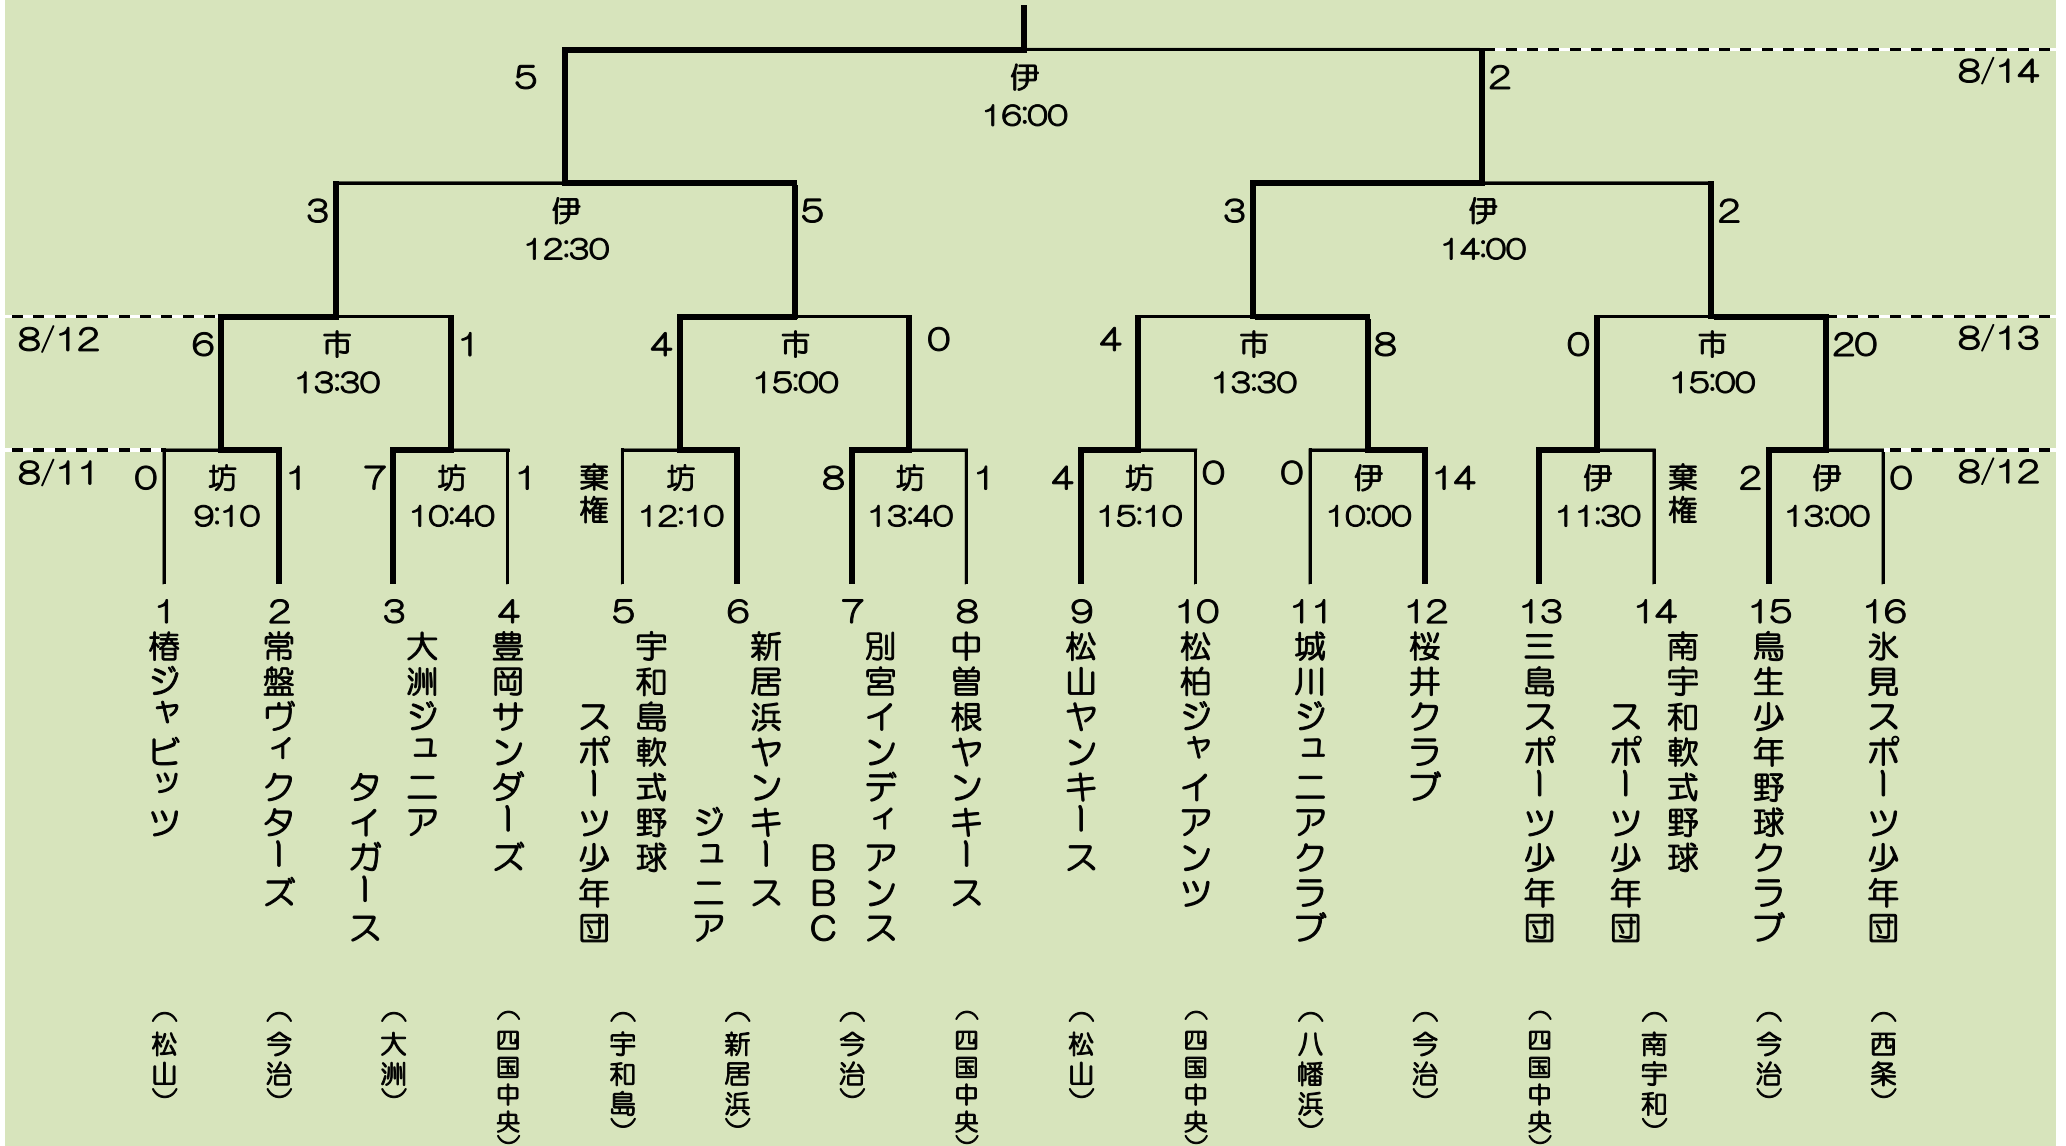 5
伊
16:00
2
8/14
3
伊
12:30
5
3
伊
14:00
2
8/12
6
市
13:30
1
4
市
15:00
0
4
市
13:30
8
0
市
15:00
20
8/13
8/11
0
坊
9:10
1
7
坊
10:40
1
棄権
坊
12:10
8
坊
13:40
1
4
坊
15:10
0
0
伊
10:00
14
伊
11:30
棄権
2
伊
13:00
0
8/12
1
椿ジャビッツ
（松山）
2
常盤ヴィクターズ
（今治）
3
大洲ジュニア
タイガース
（大洲）
4
豊岡サンダーズ
（四国中央）
5
宇和島軟式野球
スポーツ少年団
（宇和島）
6
新居浜ヤンキース
ジュニア
（新居浜）
7
別宮インディアンス
BBC
（今治）
8
中曽根ヤンキース
（四国中央）
9
松山ヤンキース
（松山）
10
松柏ジャイアンツ
（四国中央）
11
城川ジュニアクラブ
（八幡浜）
12
桜井クラブ
（今治）
13
三島スポーツ少年団
（四国中央）
14
南宇和軟式野球
スポーツ少年団
（南宇和）
15
鳥生少年野球クラブ
（今治）
16
氷見スポーツ少年団
（西条）